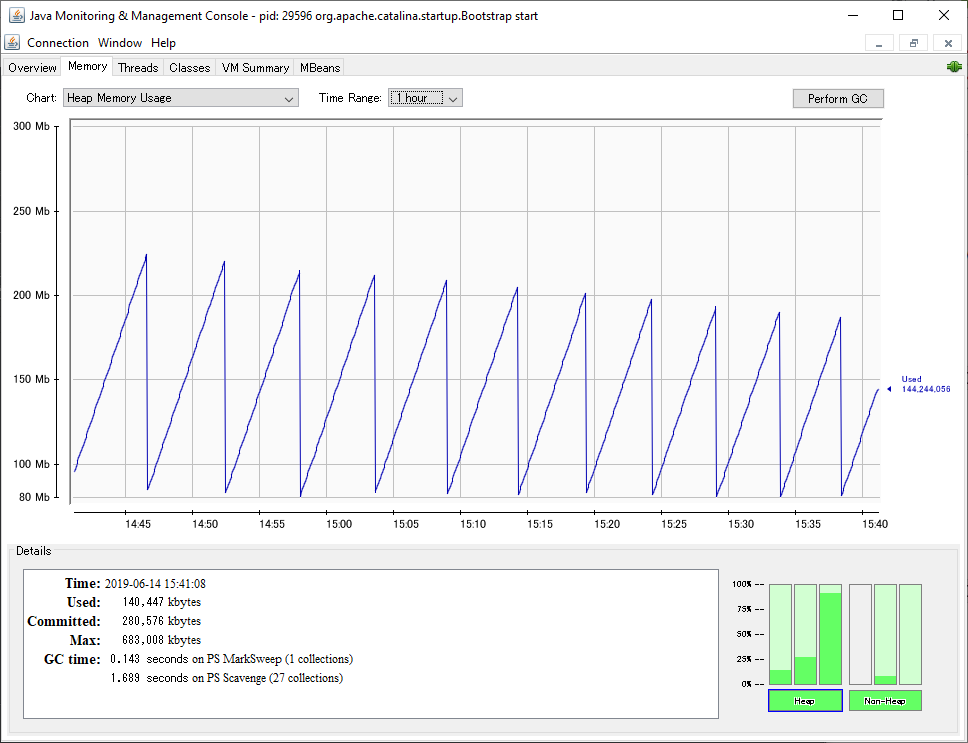 Java Monitoring & Management Console - pid: 29596 org.apache.catalina.startup.Bootstrap start
Connection Window Help
Overview Memory Threads Classes VM Summary MBeans
Chart: Heap Memory Usage Time Range: 1 hour Perform GC
300 Mb
250 Mb
200 Mb
150 Mb
100 Mb
80 Mb
Used
144,244,056
14:45 14:50 14:55 15:00 15:05 15:10 15:15 15:20 15:25 15:30 15:35 15:40
Details
Time: 2019-06-14 15:41:08
Used: 140,447 kbytes
Committed: 280,576 kbytes
Max: 683,008 kbytes
GC time: 0.143 seconds on PS MarkSweep (1 collections)
1.689 seconds on PS Scavenge (27 collections)
100% --
75% --
50% --
25% --
0% --
Heap Non-Heap